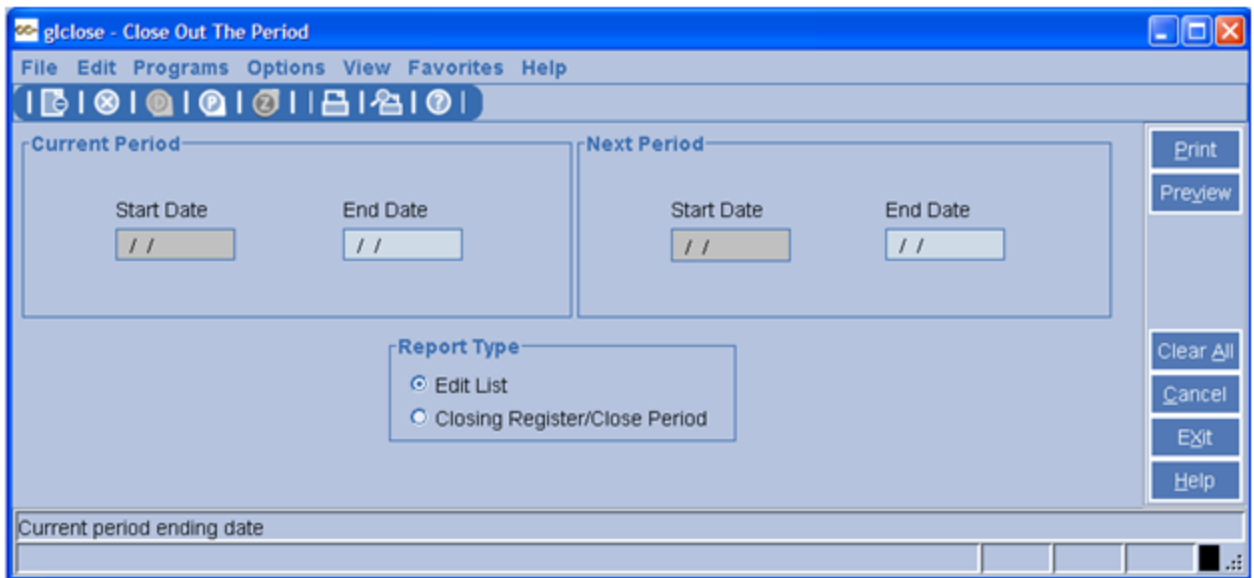 glclose - Close Out The Period
File Edit Programs Options View Favorites Help
D P Z ?
Current Period
Next Period
Print
Preview
Start Date End Date
Start Date End Date
/ / / /
/ / / /
Report Type
Edit List
Closing Register/Close Period
Clear All
Cancel
EXit
Help
Current period ending date